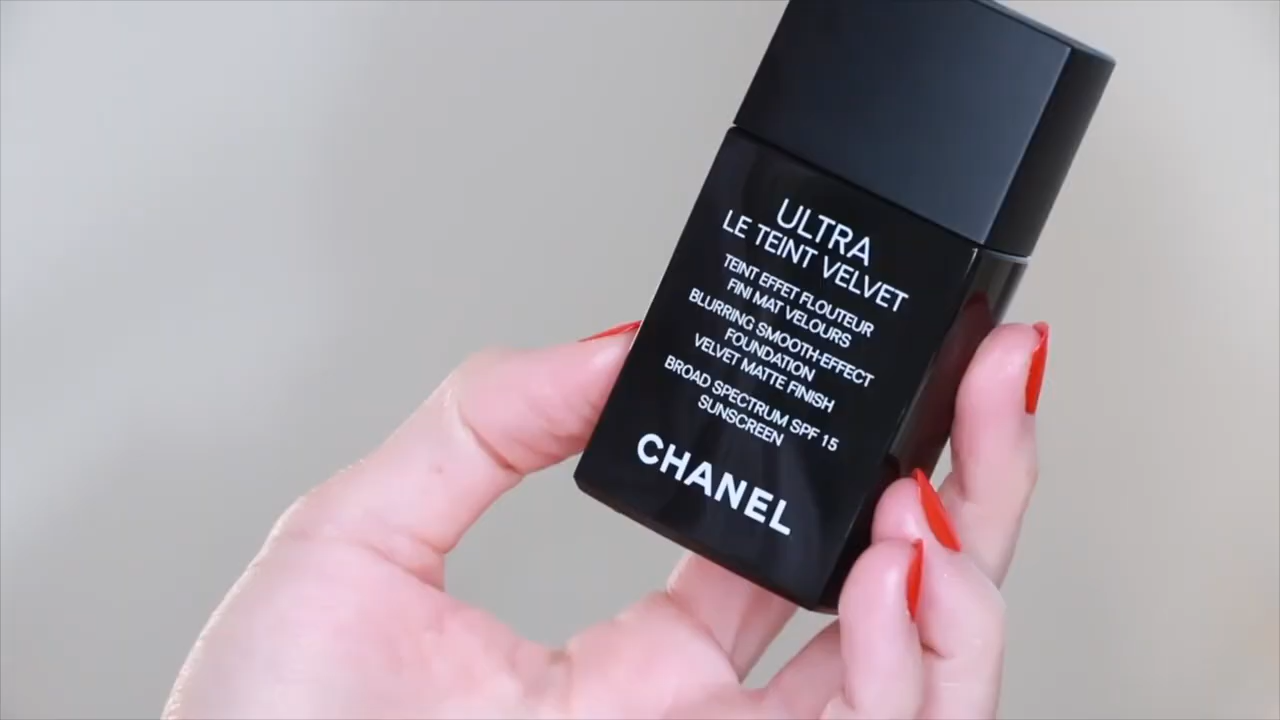 ULTRA
LE TEINT VELVET
TEINT EFFET FLOUTEUR
FINI MAT VELOURS
BLURRING SMOOTH-EFFECT
FOUNDATION
VELVET MATTE FINISH
BROAD SPECTRUM SPF 15
SUNSCREEN
CHANEL